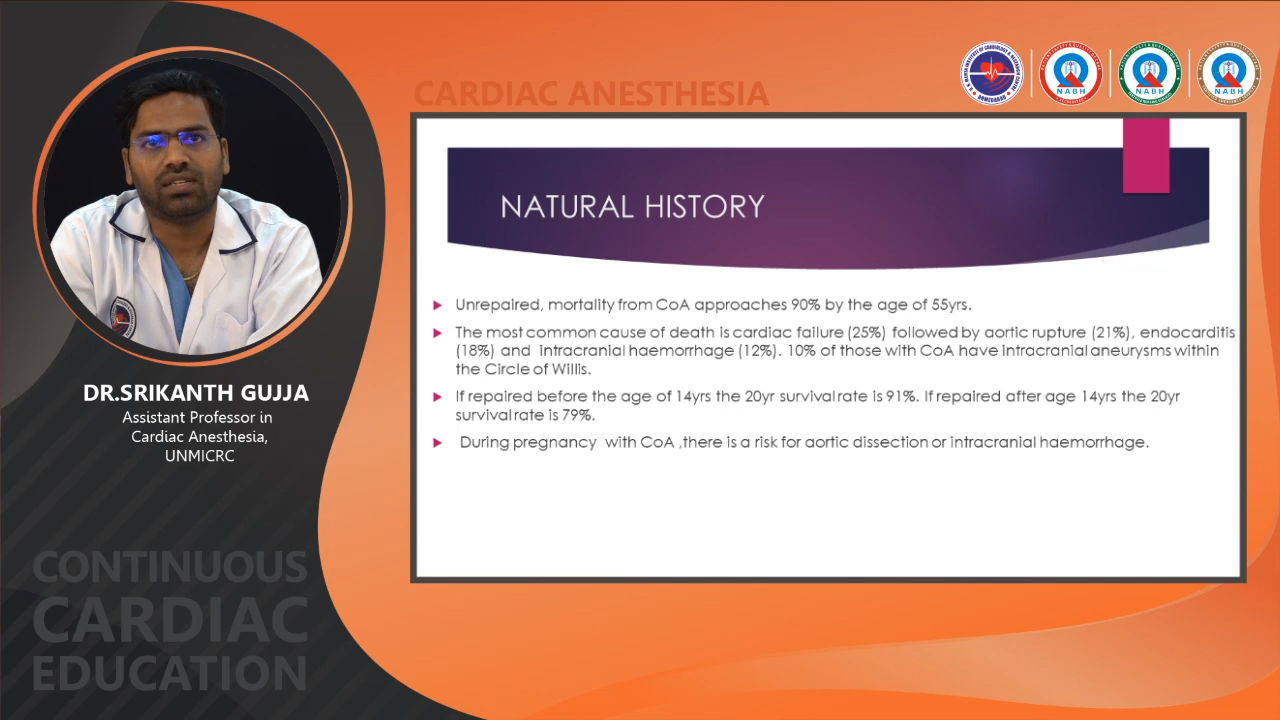 CARDIAC ANESTHESIA
NABH
NABH
NABH
NATURAL HISTORY
Unrepaired, mortality from CoA approaches 90% by the age of 55yrs.
The most common cause of death is cardiac failure (25%) followed by aortic rupture (21%), endocarditis
(18%) and intracranial haemorrhage (12%). 10% of those with CoA have intracranial aneurysms within
the Circle of Willis.
If repaired before the age of 14yrs the 20yr survival rate is 91%. If repaired after age 14yrs the 20yr
survival rate is 79%.
During pregnancy with CoA ,there is a risk for aortic dissection or intracranial haemorrhage.
DR.SRIKANTH GUJJA
Assistant Professor in
Cardiac Anesthesia,
UNMICRC
CONTINUOUS
CARDIAC
EDUCATION